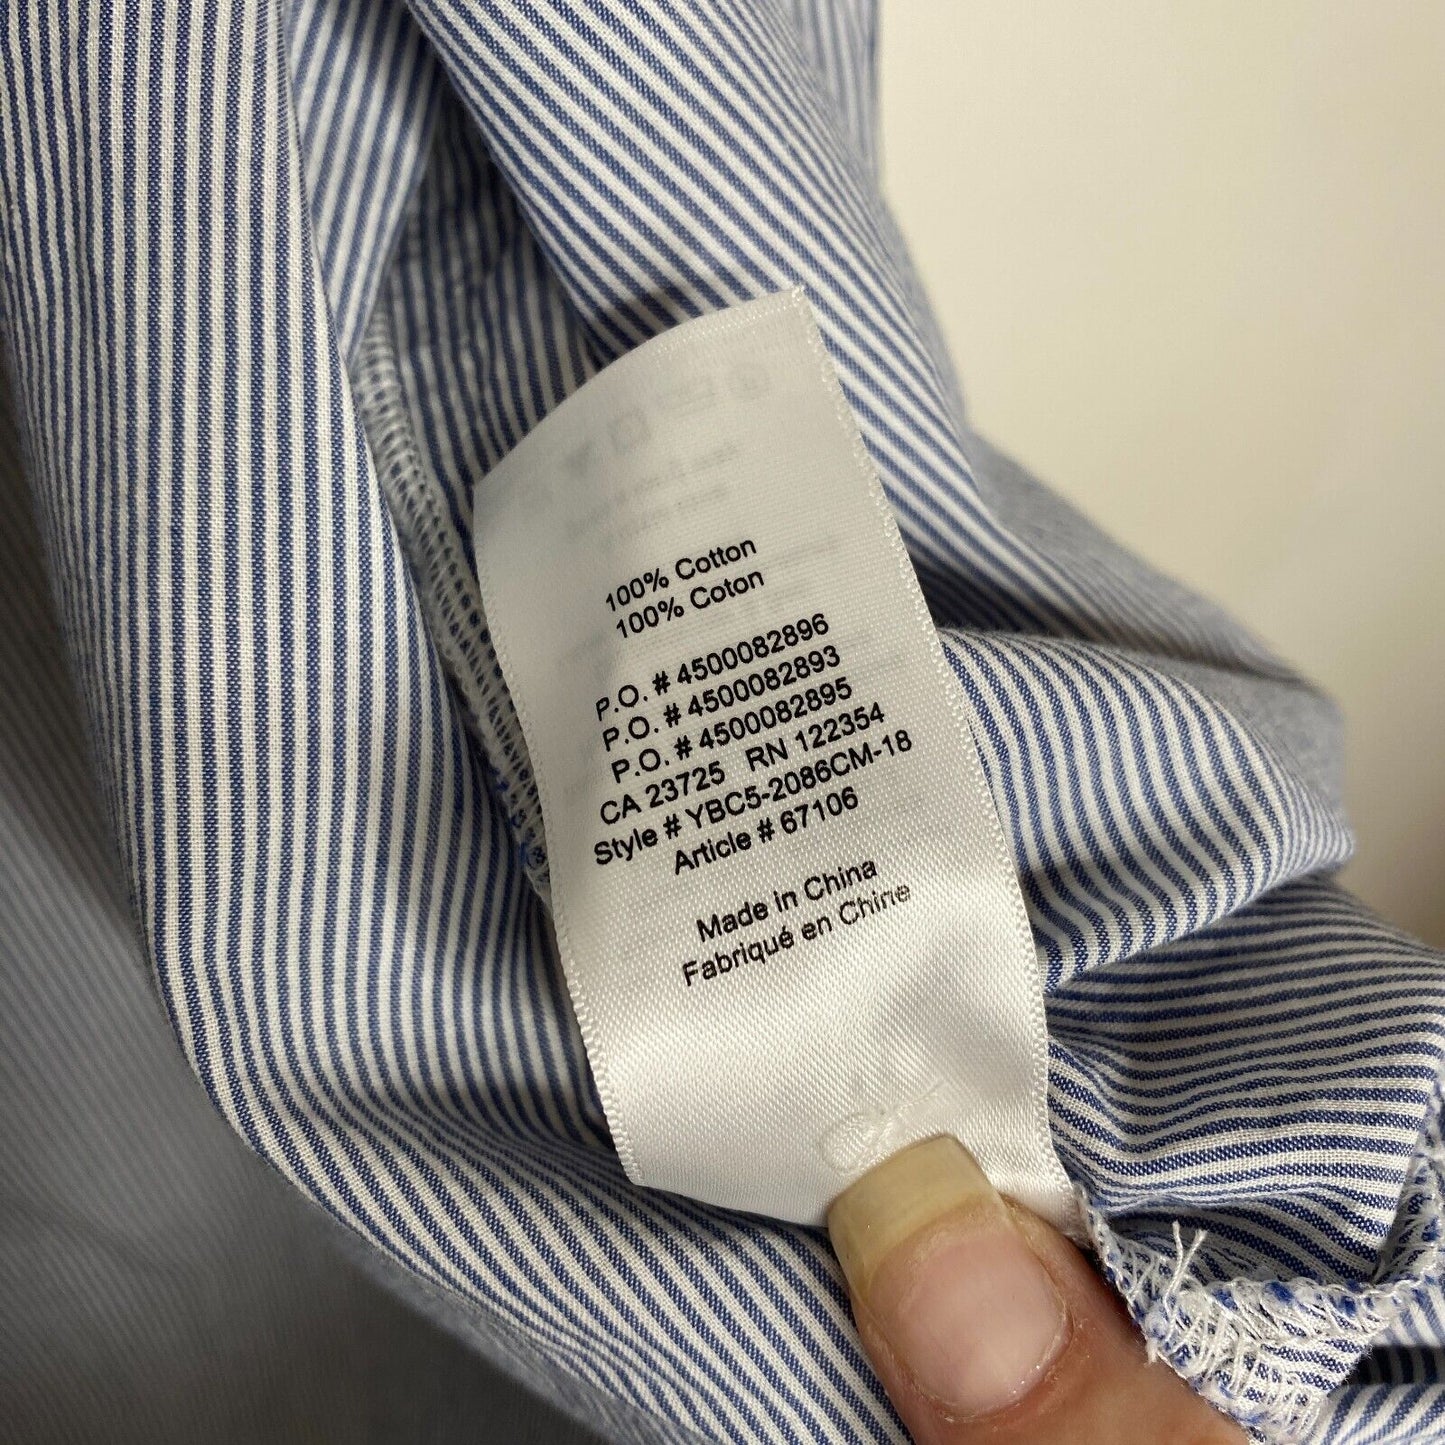 100% Cotton
100% Coton
P.O. # 4500082896
P.O. # 4500082893
P.O. # 4500082895
CA 23725 RN 122354
Style # YBC5-2086CM-18
Article # 67106
Made in China
Fabriqué en Chine